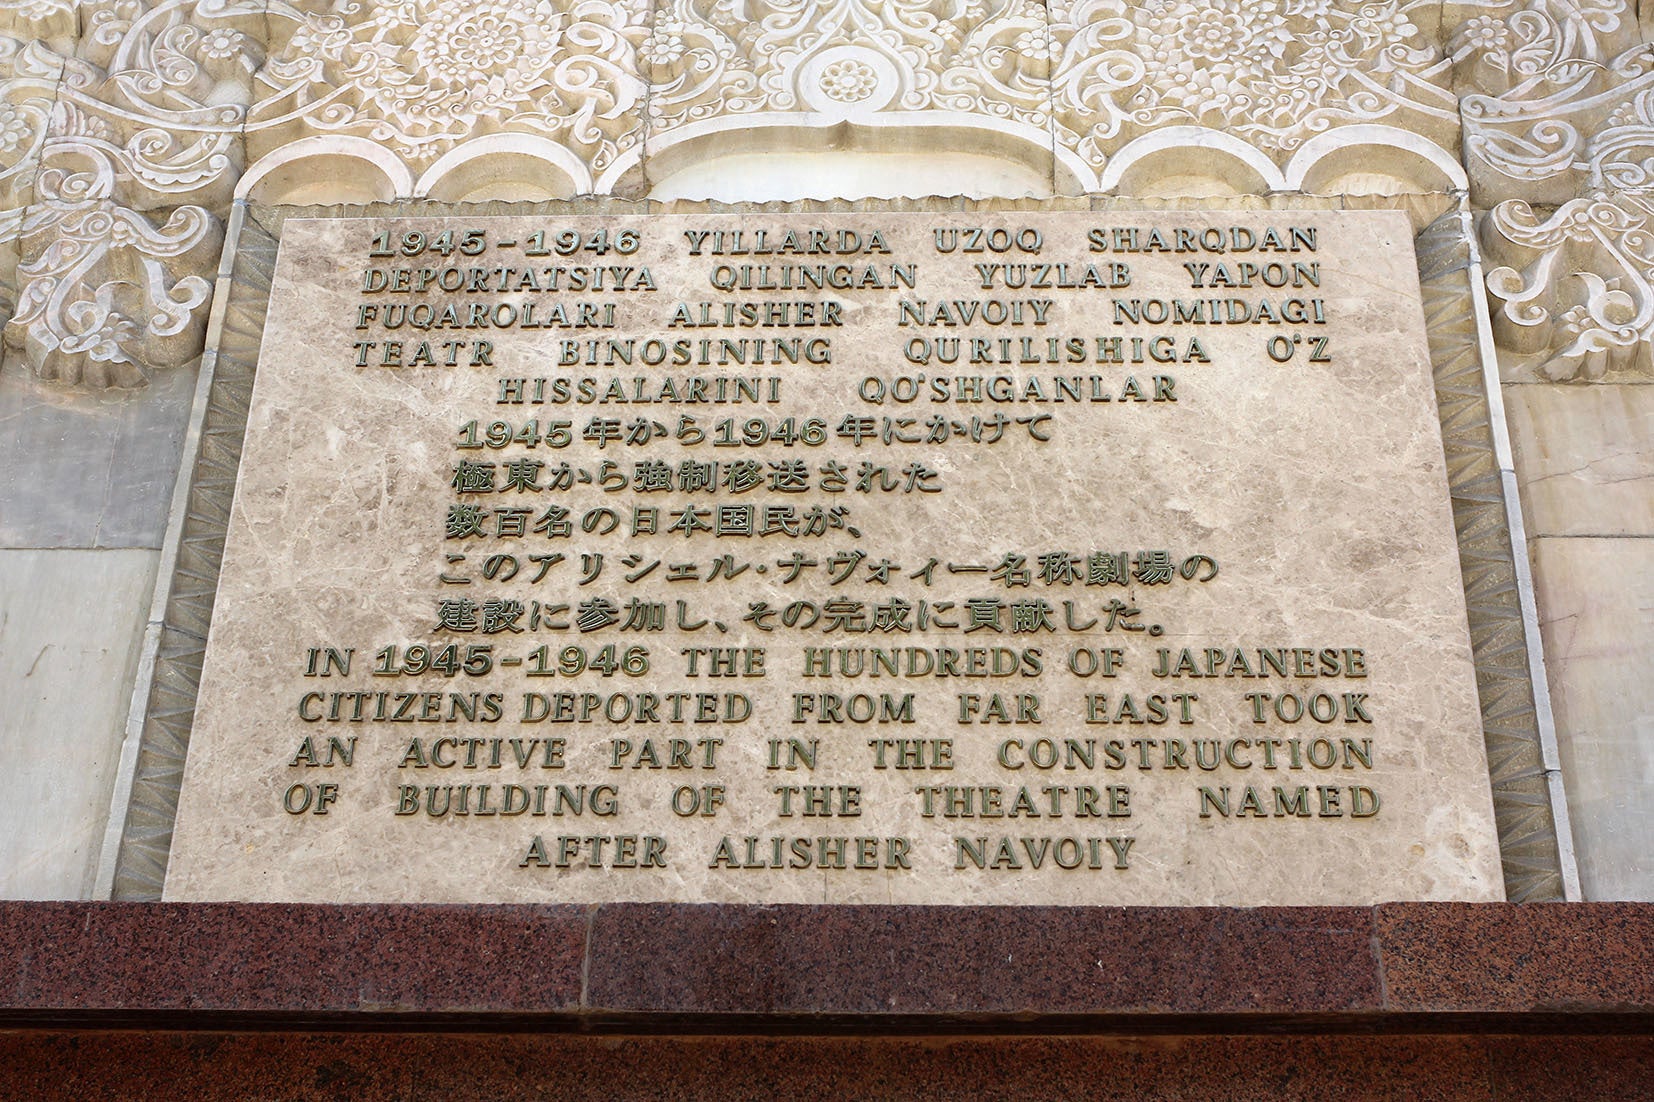 1945-1946 YILLARDA UZOQ SHARQDAN
DEPORTATSIYA QILINGAN YUZLAB YAPON
FUQAROLARI ALISHER NAVOIY NOMIDAGI
TEATR BINOSINING QURILISHIGA O'Z
HISSALARINI QO'SHGANLAR
1945年から1946年にかけて
極東から強制移送された
数百名の日本国民が、
このアリシェル・ナヴォィー名称劇場の
建設に参加し、その完成に貢献した。
IN 1945-1946 THE HUNDREDS OF JAPANESE
CITIZENS DEPORTED FROM FAR EAST TOOK
AN ACTIVE PART IN THE CONSTRUCTION
OF BUILDING OF THE THEATRE NAMED
AFTER ALISHER NAVOIY